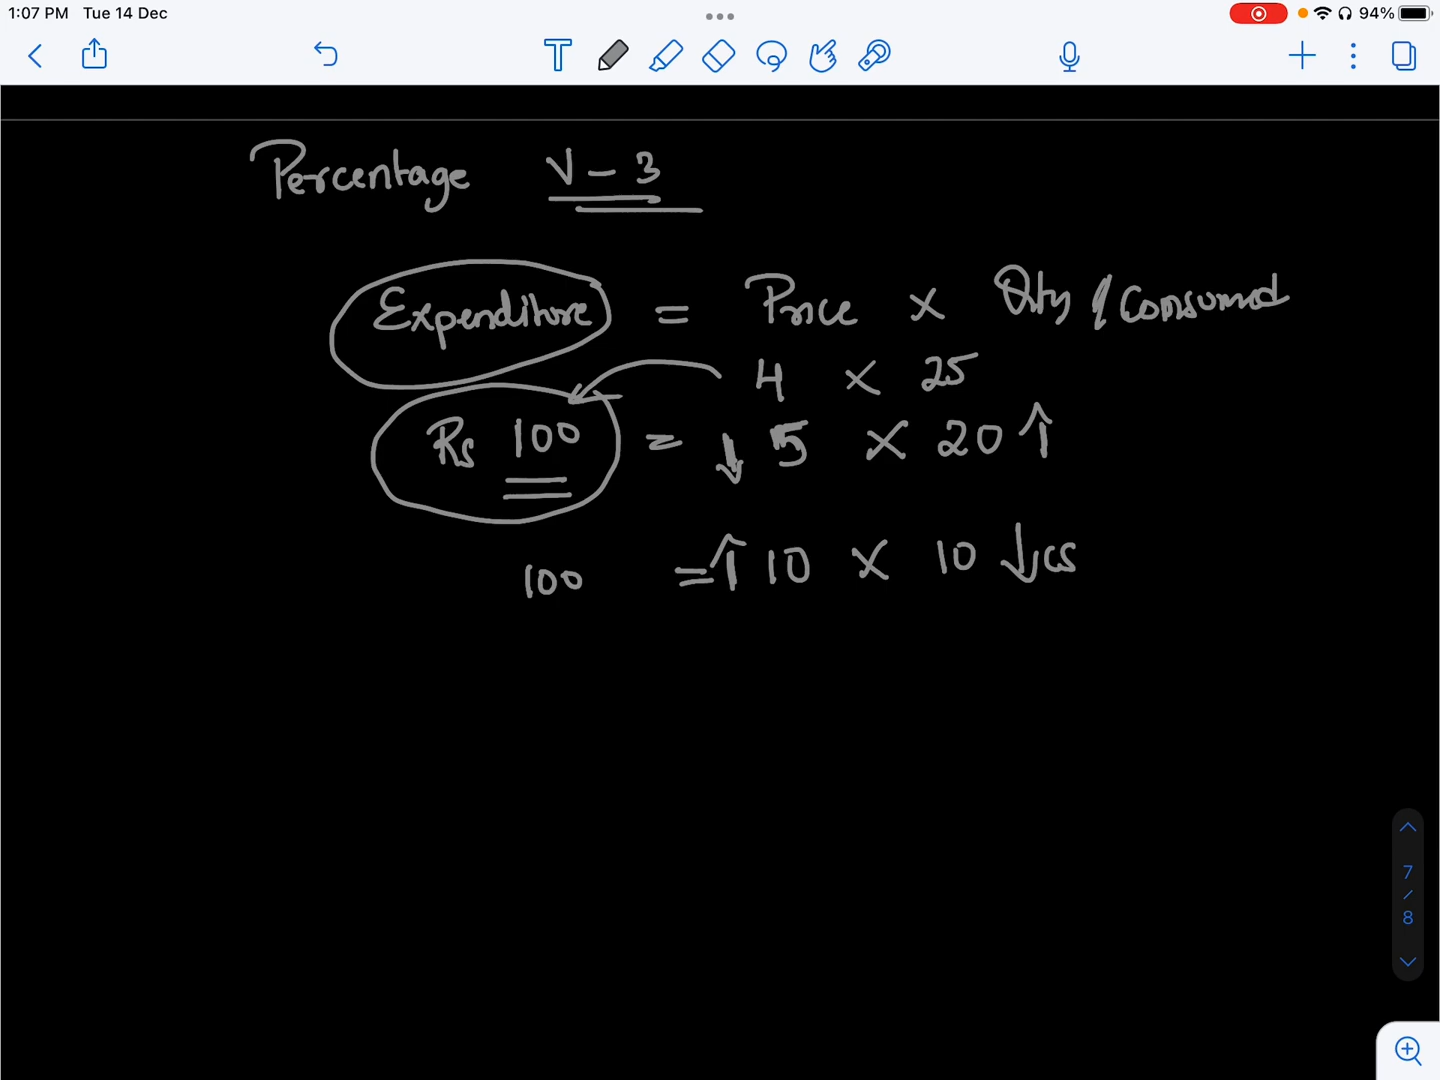 1:07 PM Tue 14 Dec
94%
Percentage V - 3
Expenditure = Price × Qty Consumed
4 × 25
Rs 100 = ↓ 5 × 20 ↑
100 = ↑ 10 × 10 ↓
7
/
8